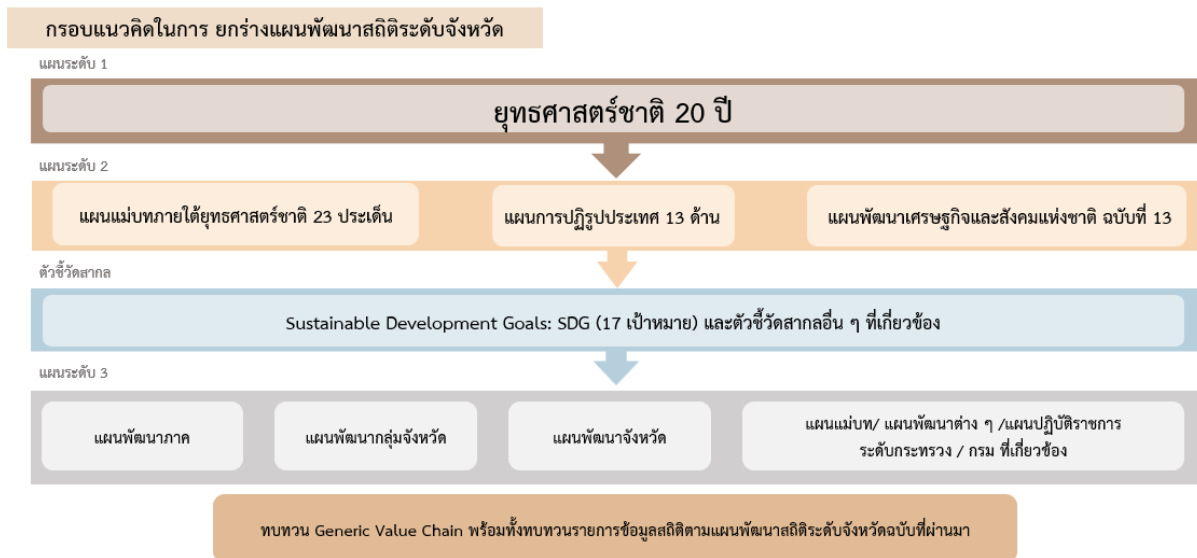 กรอบแนวคิดในการ ยกร่างแผนพัฒนาสถิติระดับจังหวัด
แผนระดับ 1
ยุทธศาสตร์ชาติ 20 ปี
แผนระดับ 2
แผนแม่บทภายใต้ยุทธศาสตร์ชาติ 23 ประเด็น
แผนการปฏิรูปประเทศ 13 ด้าน
แผนพัฒนาเศรษฐกิจและสังคมแห่งชาติ ฉบับที่ 13
ตัวชี้วัดสากล
Sustainable Development Goals: SDG (17 เป้าหมาย) และตัวชี้วัดสากลอื่น ๆ ที่เกี่ยวข้อง
แผนระดับ 3
แผนพัฒนาภาค
แผนพัฒนากลุ่มจังหวัด
แผนพัฒนาจังหวัด
แผนแม่บท/ แผนพัฒนาต่าง ๆ /แผนปฏิบัติราชการ
ระดับกระทรวง / กรม ที่เกี่ยวข้อง
ทบทวน Generic Value Chain พร้อมทั้งทบทวนรายการข้อมูลสถิติตามแผนพัฒนาสถิติระดับจังหวัดฉบับที่ผ่านมา